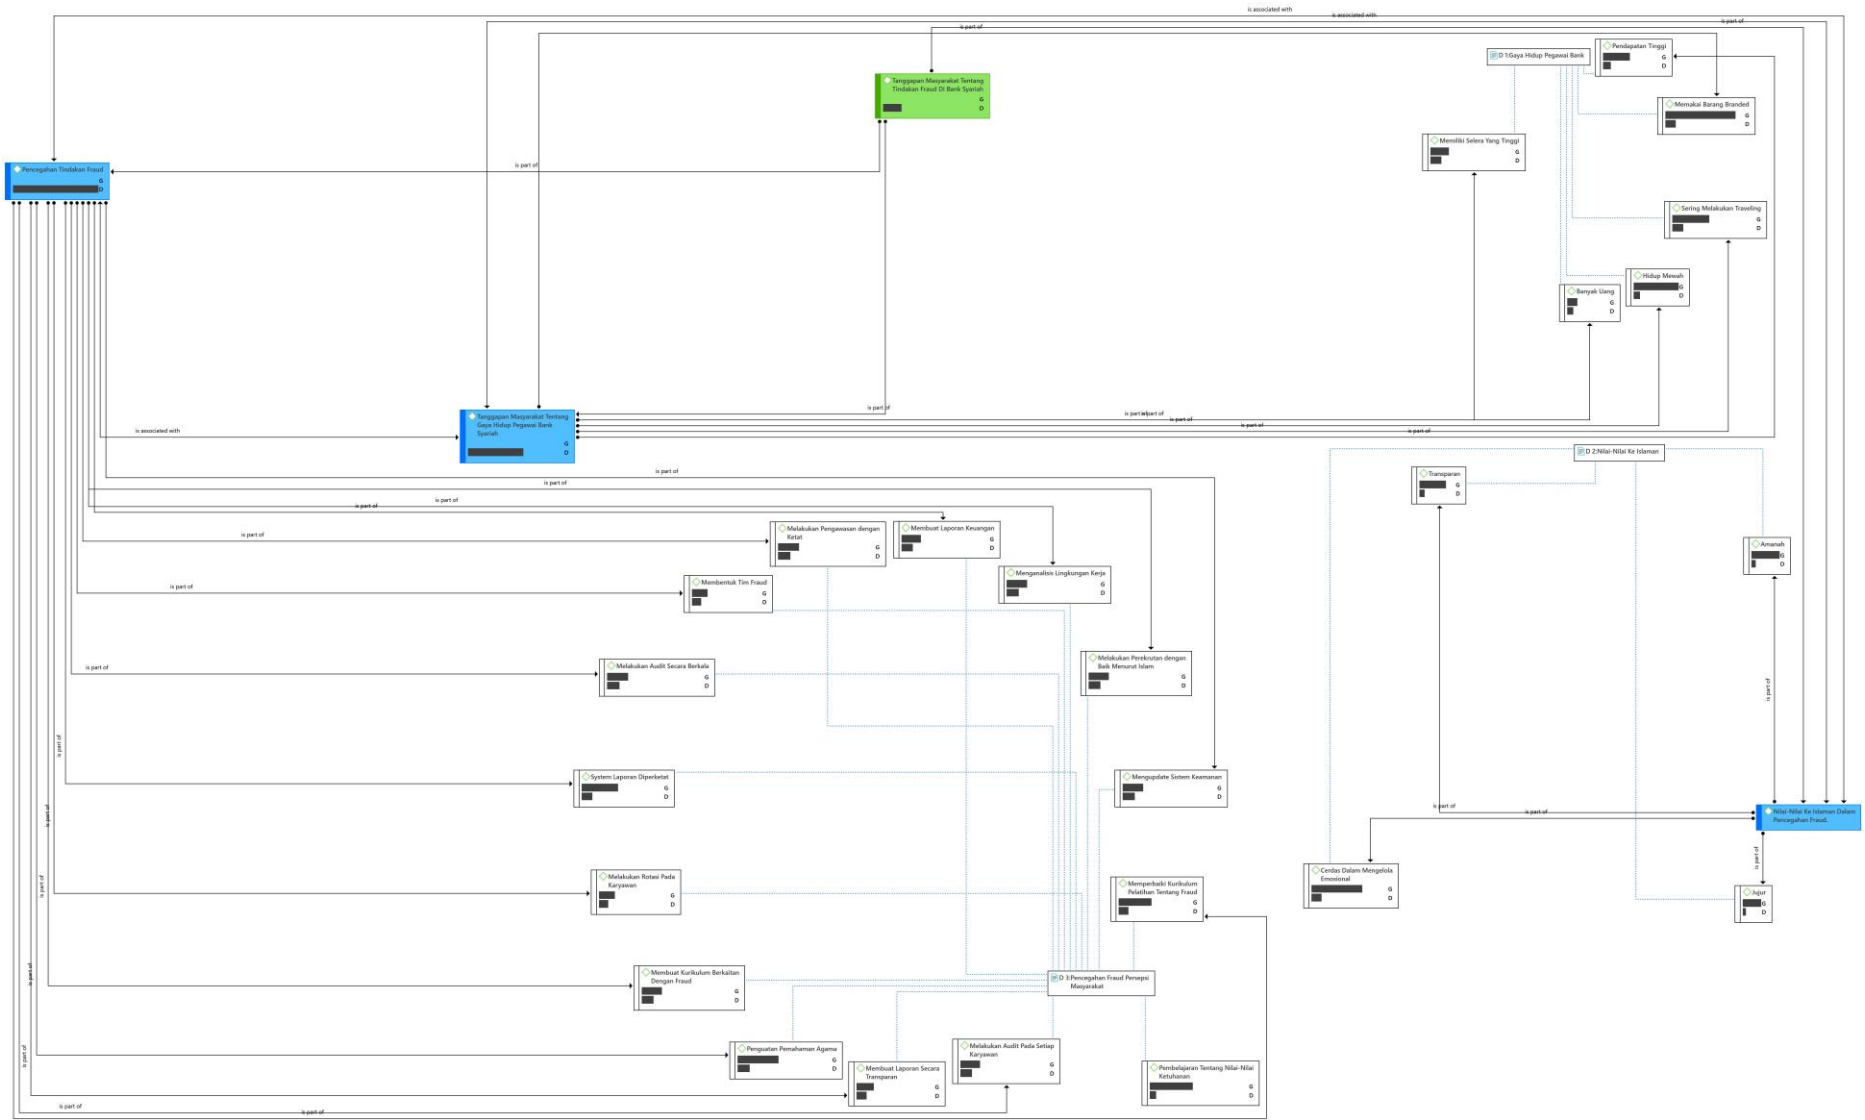 is associated with
is associated with
is part of
is part of
D 1:Gaya Hidup Pegawai Bank
Pendapatan Tinggi
G
D
Tanggapan Masyarakat Tentang
Tindakan Fraud Di Bank Syariah
G
D
Memakai Barang Branded
G
D
Memiliki Selera Yang Tinggi
G
D
is part of
Pencegahan Tindakan Fraud
G
D
Sering Melakukan Traveling
G
D
Hidup Mewah
G
D
Banyak Uang
G
D
is part of
is part of
is part of
is part of
is part of
is part of
Tanggapan Masyarakat Tentang
Gaya Hidup Pegawai Bank
Syariah
G
D
is associated with
D 2:Nilai-Nilai Ke Islaman
Transparan
G
D
is part of
is part of
is part of
is part of
Melakukan Pengawasan dengan
Ketat
G
D
Membuat Laporan Keuangan
G
D
is part of
Amanah
G
D
Menganalisis Lingkungan Kerja
G
D
Membentuk Tim Fraud
G
D
is part of
Melakukan Perekrutan dengan
Baik Menurut Islam
G
D
Melakukan Audit Secara Berkala
G
D
is part of
is part of
is part of
System Laporan Diperketat
G
D
Mengupdate Sistem Keamanan
G
D
is part of
is part of
is part of
Nilai-Nilai Ke Islaman Dalam
Pencegahan Fraud.
is part of
Cerdas Dalam Mengelola
Emosional
G
D
Melakukan Rotasi Pada
Karyawan
G
D
Memperbaiki Kurikulum
Pelatihan Tentang Fraud
G
D
is part of
Jujur
G
D
Membuat Kurikulum Berkaitan
Dengan Fraud
G
D
is part of
D 3:Pencegahan Fraud Persepsi
Masyarakat
Penguatan Pemahaman Agama
G
D
is part of
Membuat Laporan Secara
Transparan
G
D
Melakukan Audit Pada Setiap
Karyawan
G
D
Pembelajaran Tentang Nilai-Nilai
Ketuhanan
G
D
is part of
is part of